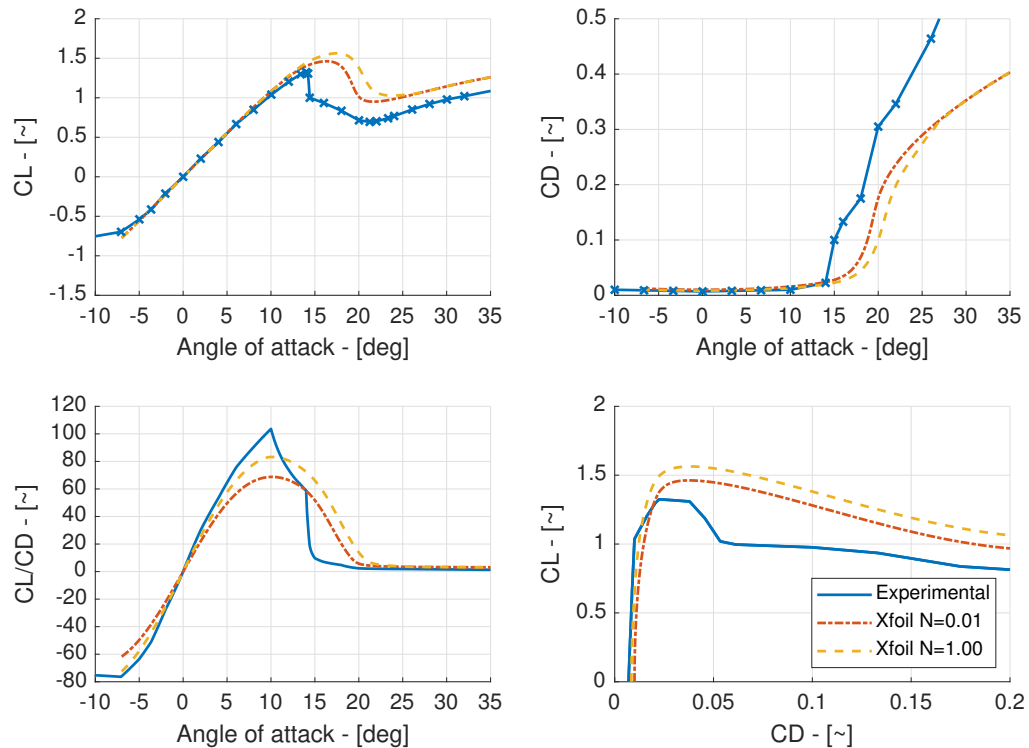 2
1.5
1
0.5
0
-0.5
-1
-1.5
-10 -5 0 5 10 15 20 25 30 35
Angle of attack - [deg]
CL - [~]
0.5
0.4
0.3
0.2
0.1
0
-10 -5 0 5 10 15 20 25 30 35
Angle of attack - [deg]
CD - [~]
120
100
80
60
40
20
0
-20
-40
-60
-80
-10 -5 0 5 10 15 20 25 30 35
Angle of attack - [deg]
CL/CD - [~]
2
1.5
1
0.5
0
0 0.05 0.1 0.15 0.2
CD - [~]
CL - [~]
Experimental
Xfoil N=0.01
Xfoil N=1.00